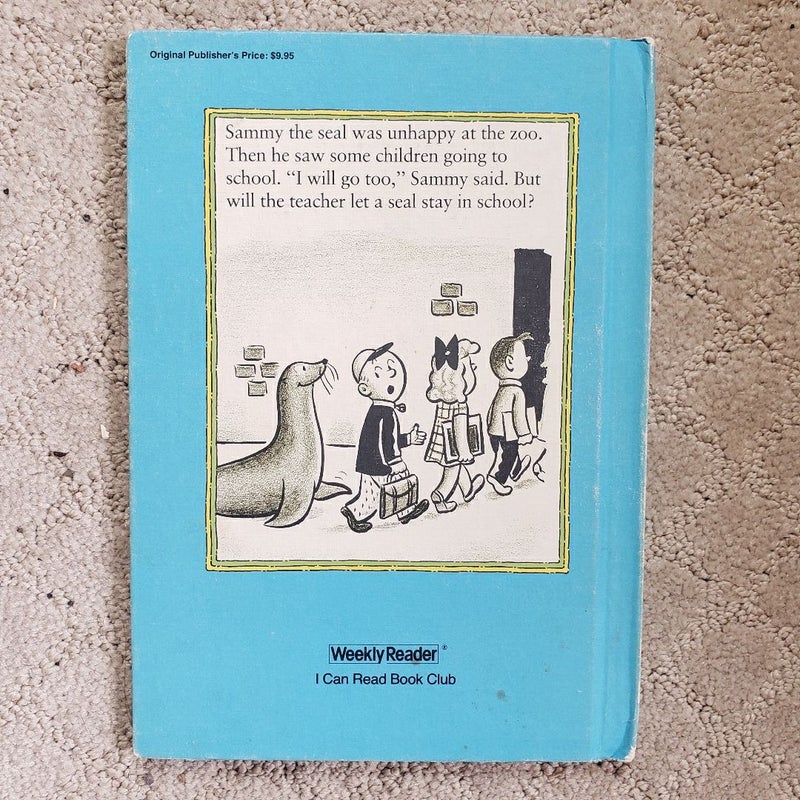 Original Publisher's Price: $9.95
Sammy the seal was unhappy at the zoo.
Then he saw some children going to
school. “I will go too,” Sammy said. But
will the teacher let a seal stay in school?
Weekly Reader®
I Can Read Book Club